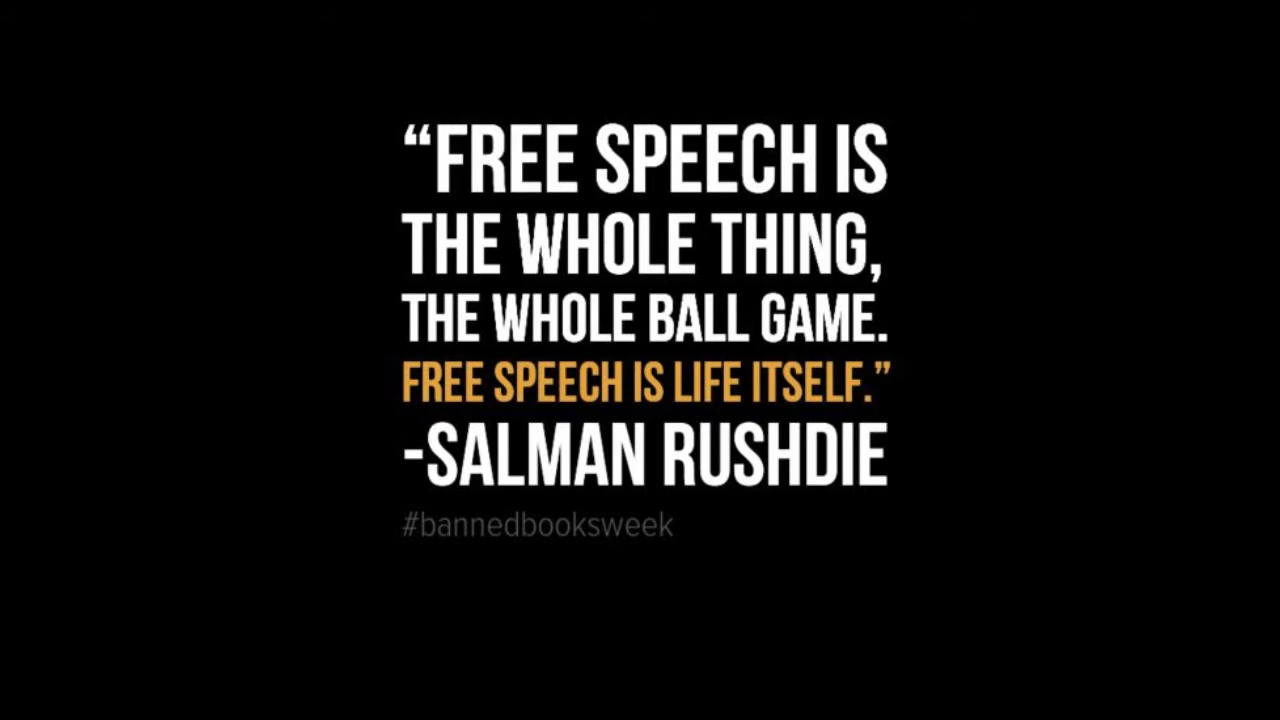 “FREE SPEECH IS
THE WHOLE THING,
THE WHOLE BALL GAME.
FREE SPEECH IS LIFE ITSELF.”
-SALMAN RUSHDIE
#bannedbooksweek